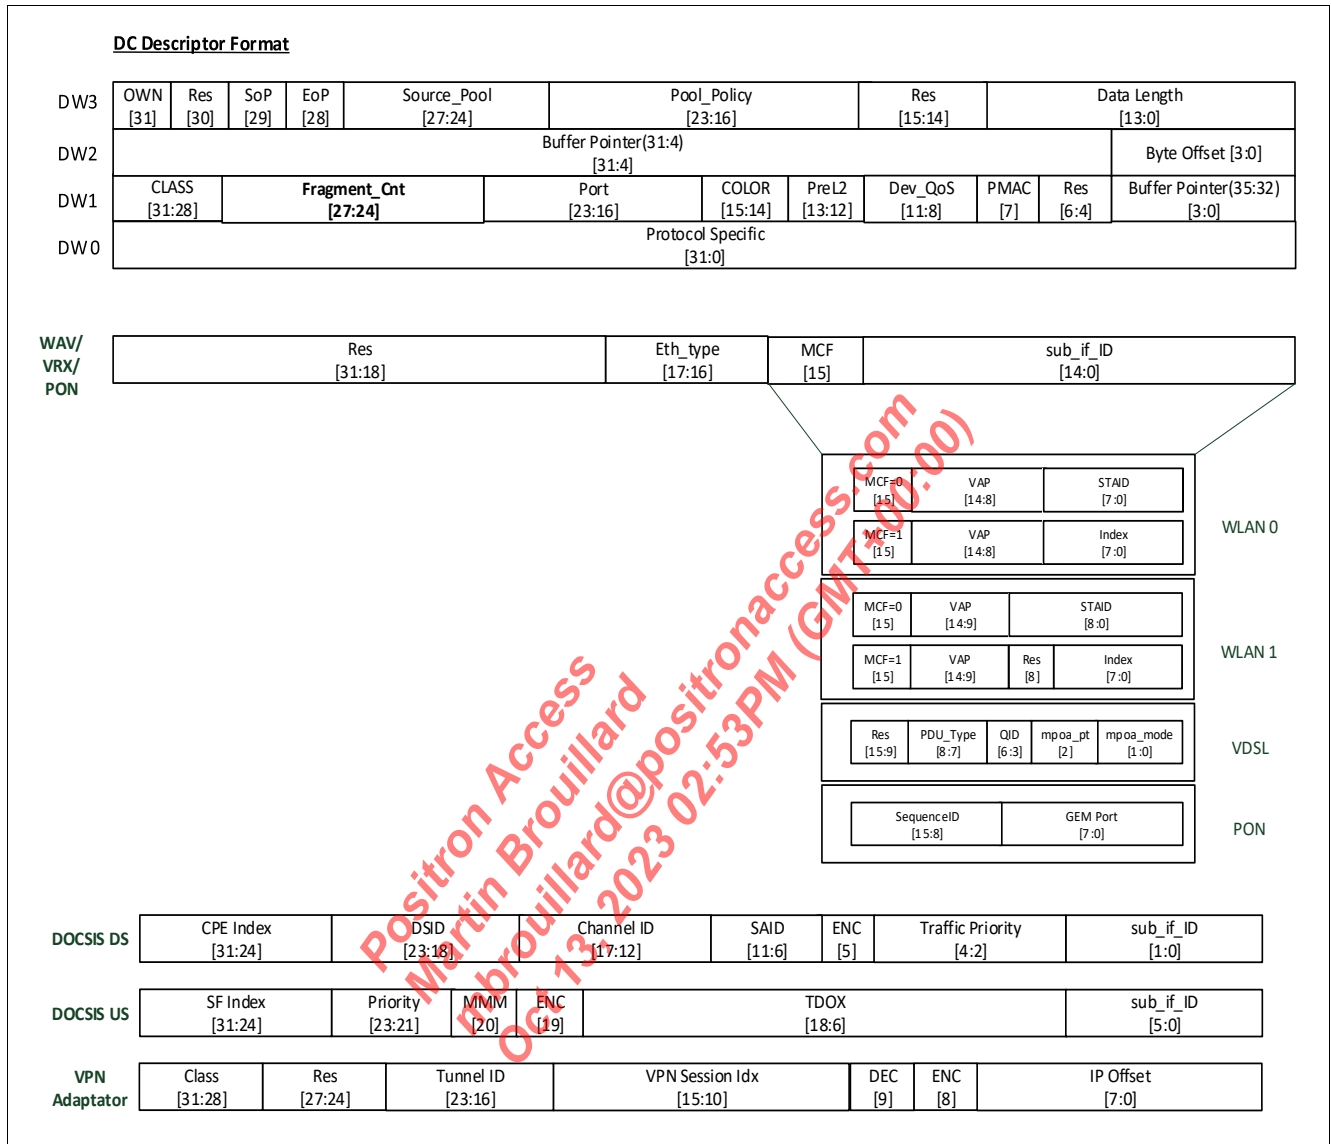 DC Descriptor Format
DW3
OWN Res SoP EoP Source_Pool Pool_Policy Res Data Length
[31] [30] [29] [28] [27:24] [23:16] [15:14] [13:0]
DW2
Buffer Pointer(31:4)
[31:4]
Byte Offset [3:0]
DW1
CLASS Fragment_Cnt Port COLOR PreL2 Dev_QoS PMAC Res Buffer Pointer(35:32)
[31:28] [27:24] [23:16] [15:14] [13:12] [11:8] [7] [6:4] [3:0]
DW0
Protocol Specific
[31:0]
WAV/
VRX/
PON
Res Eth_type MCF sub_if_ID
[31:18] [17:16] [15] [14:0]
MCF=0 VAP STAID
[15] [14:8] [7:0]
MCF=1 VAP Index
[15] [14:8] [7:0]
WLAN 0
MCF=0 VAP STAID
[15] [14:9] [8:0]
MCF=1 VAP Res Index
[15] [14:9] [8] [7:0]
WLAN 1
Res PDU_Type QID mpoa_pt mpoa_mode
[15:9] [8:7] [6:3] [2] [1:0]
VDSL
SequenceID GEM Port
[15:8] [7:0]
PON
DOCSIS DS
CPE Index DSID Channel ID SAID ENC Traffic Priority sub_if_ID
[31:24] [23:18] [17:12] [11:6] [5] [4:2] [1:0]
DOCSIS US
SF Index Priority MMM ENC TDOX sub_if_ID
[31:24] [23:21] [20] [19] [18:6] [5:0]
VPN
Adaptator
Class Res Tunnel ID VPN Session Idx DEC ENC IP Offset
[31:28] [27:24] [23:16] [15:10] [9] [8] [7:0]
Positron Access
Martin Brouillard
mbrouillard@positronaccess.com
Oct 13, 2023 02:53PM (GMT+00:00)